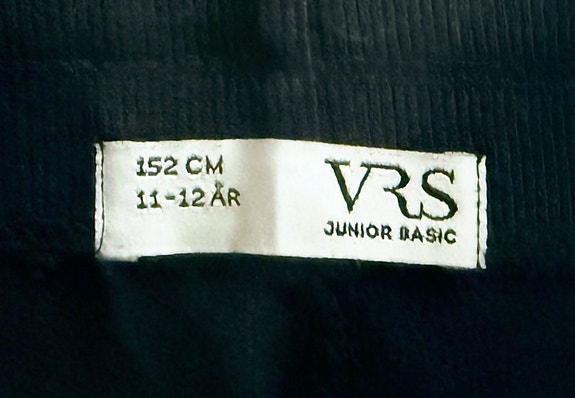 152 CM
11-12 ÅR
VRS
JUNIOR BASIC